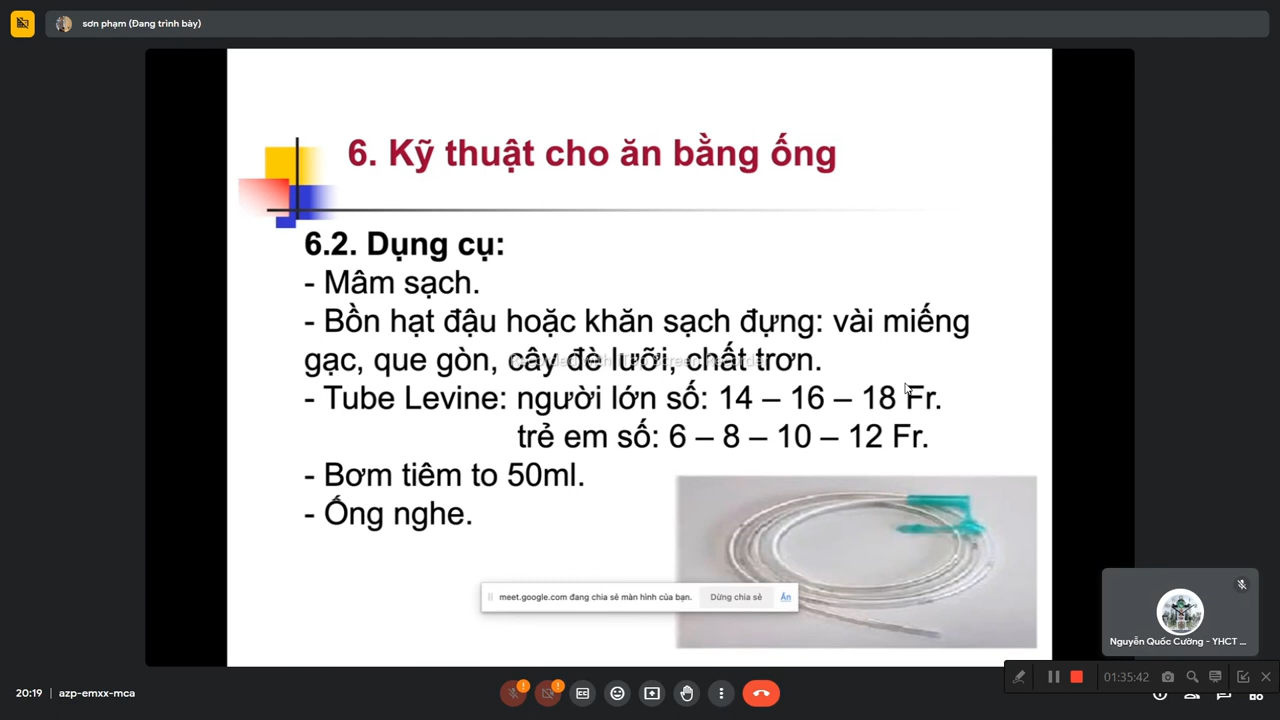 sơn phạm (Đang trình bày)
6. Kỹ thuật cho ăn bằng ống
6.2. Dụng cụ:
- Mâm sạch.
- Bồn hạt đậu hoặc khăn sạch đựng: vài miếng
gạc, que gòn, cây đè lưỡi, chất trơn.
- Tube Levine: người lớn số: 14 – 16 – 18 Fr.
trẻ em số: 6 – 8 – 10 – 12 Fr.
- Bơm tiêm to 50ml.
- Ống nghe.
meet.google.com đang chia sẻ màn hình của bạn. Dừng chia sẻ Ẩn
Nguyễn Quốc Cường - YHCT ...
20:19 azp-emxx-mca
01:35:42